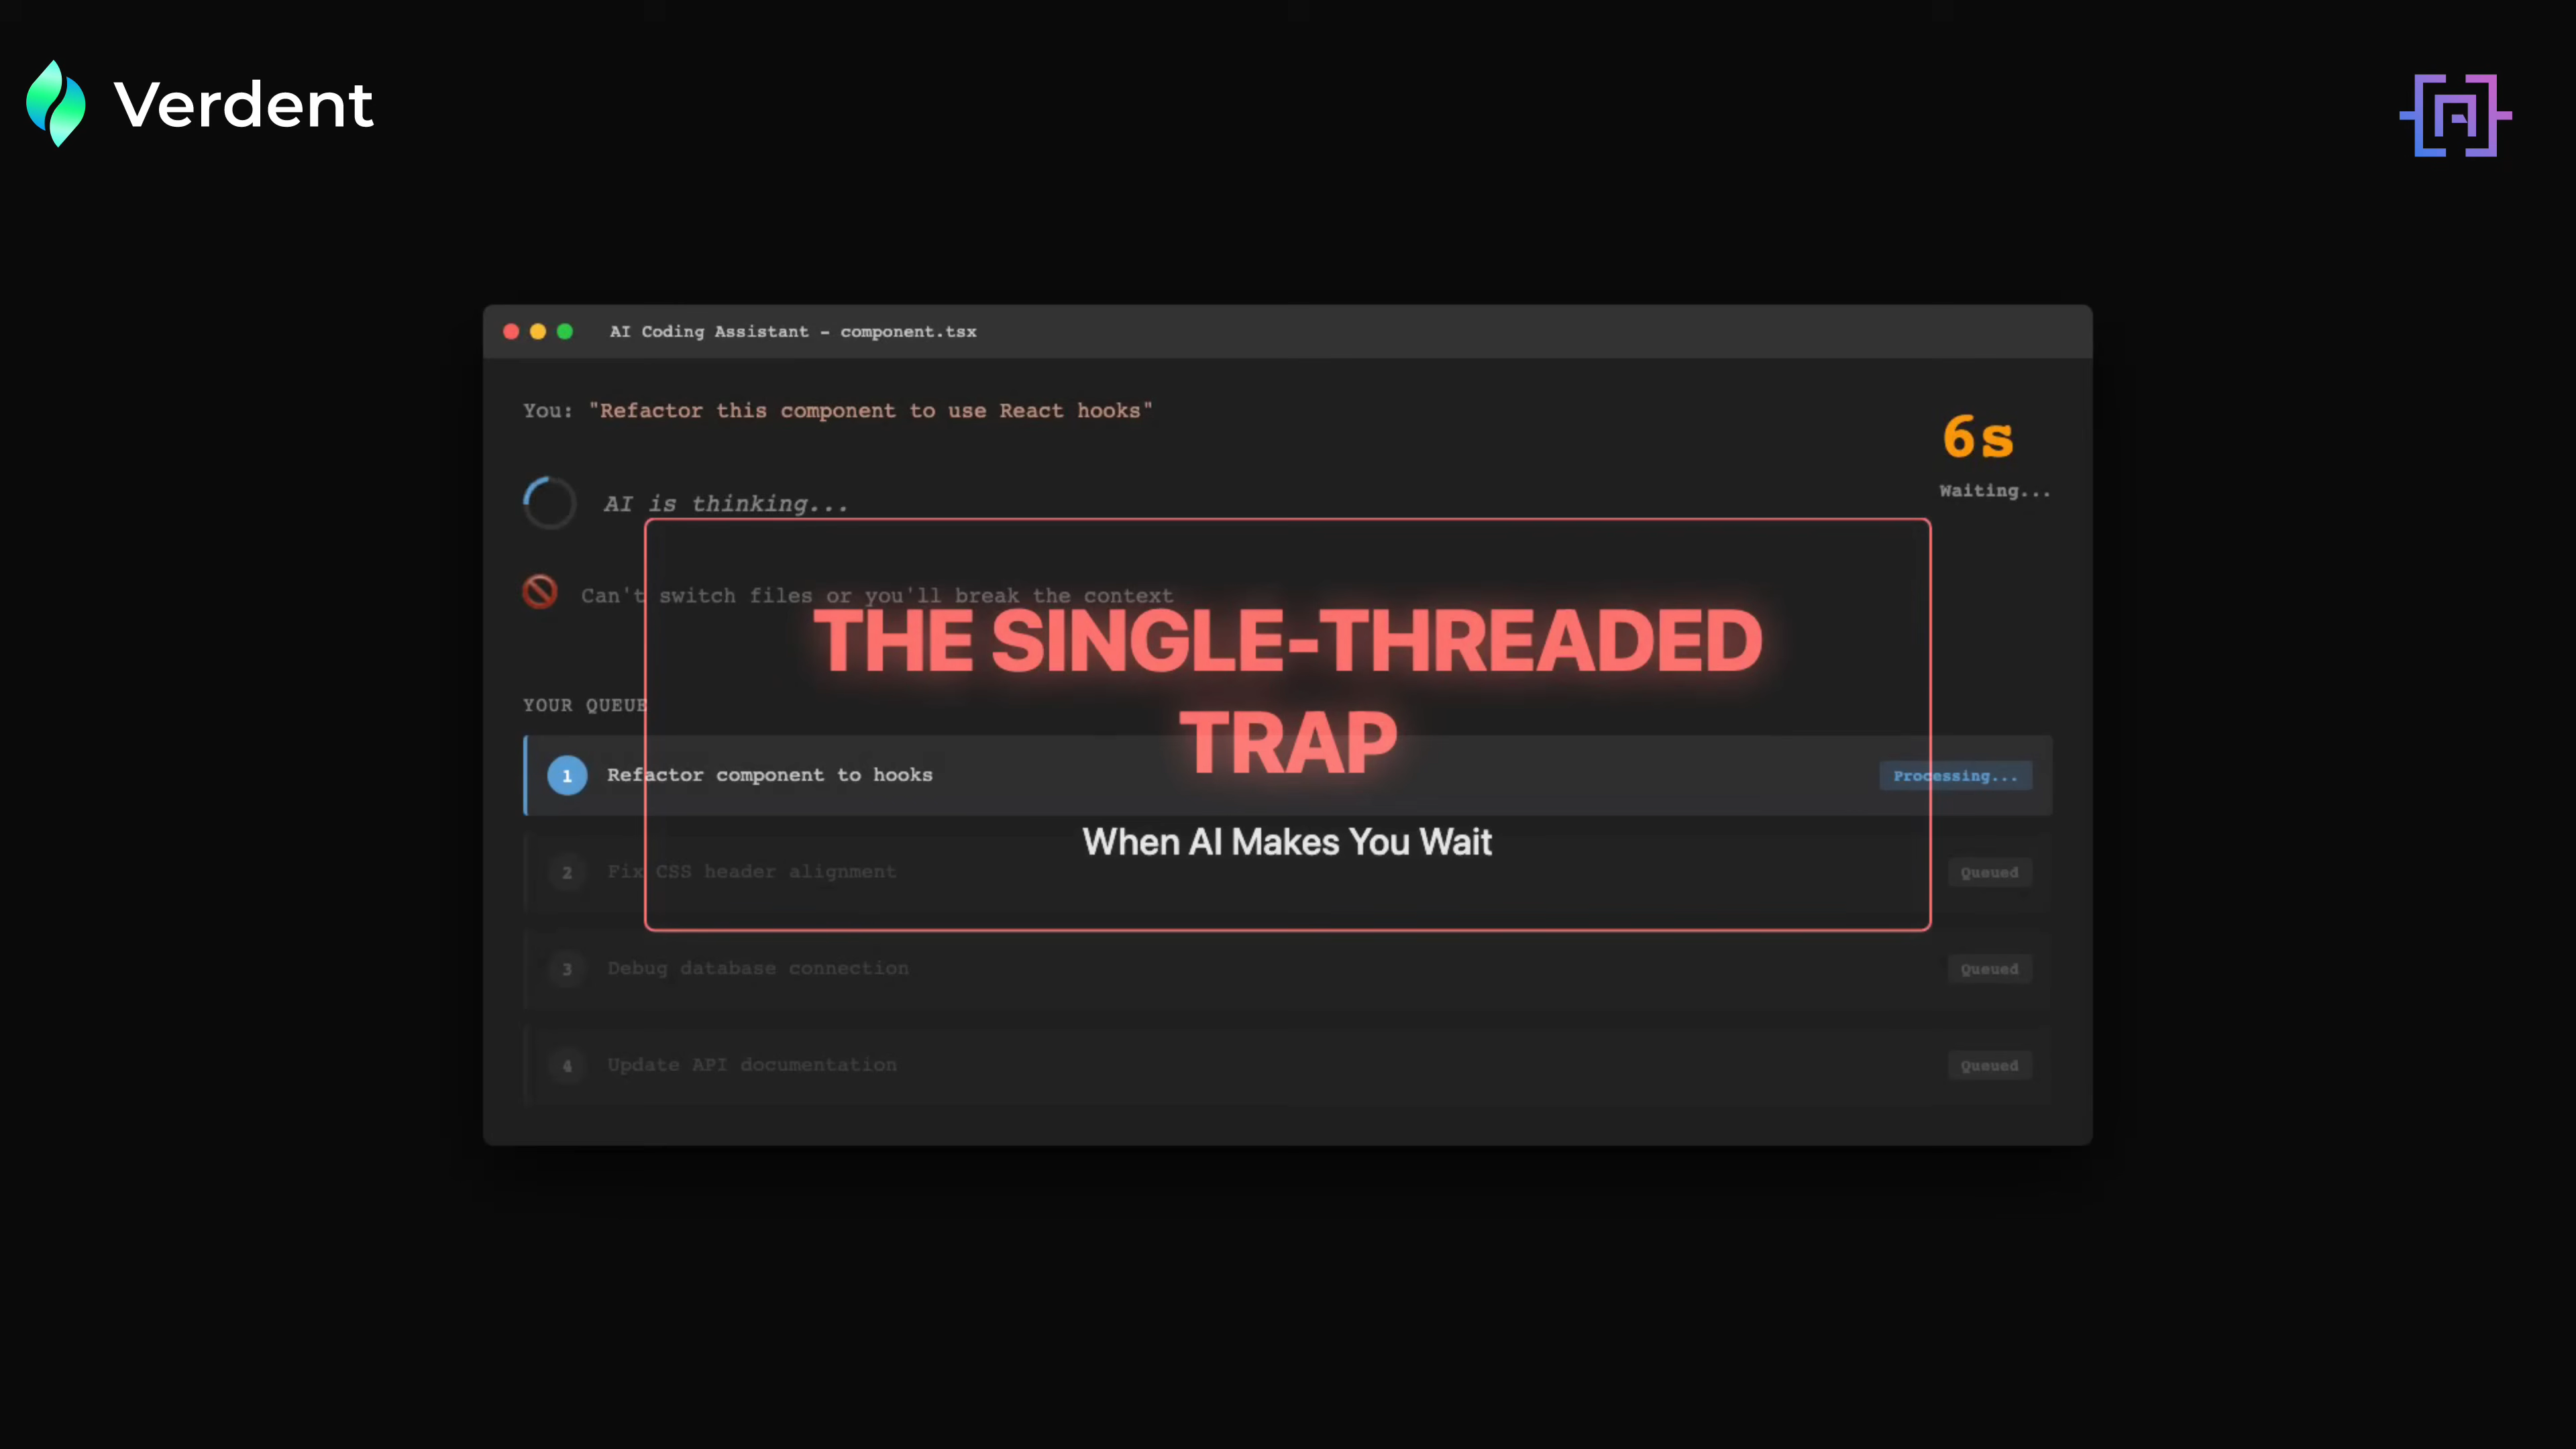 Verdent
AI Coding Assistant - component.tsx
You: "Refactor this component to use React hooks"
6s
Waiting...
AI is thinking...
Can't switch files or you'll break the context
THE SINGLE-THREADED
TRAP
When AI Makes You Wait
YOUR QUEUE
1 Refactor component to hooks Processing...
2 Fix CSS header alignment Queued
3 Debug database connection Queued
4 Update API documentation Queued